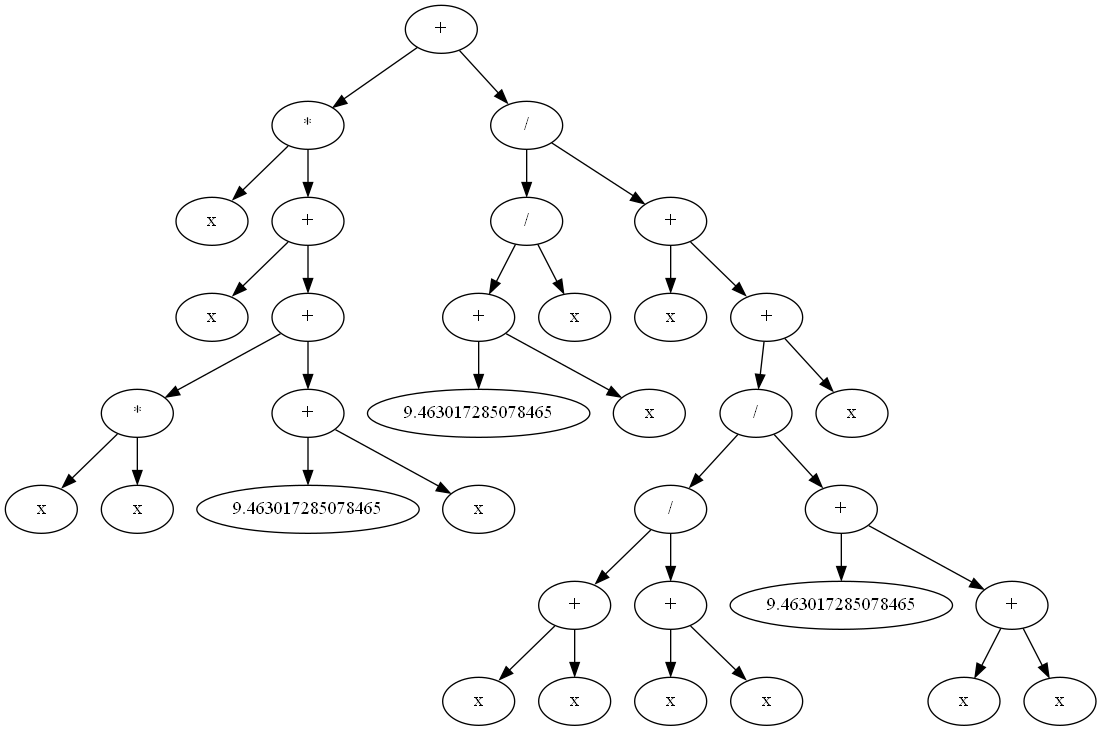 +
* /
x + / +
x + + x x +
* + 9.463017285078465 x / x
x x 9.463017285078465 x / +
+ + 9.463017285078465 +
x x x x x x